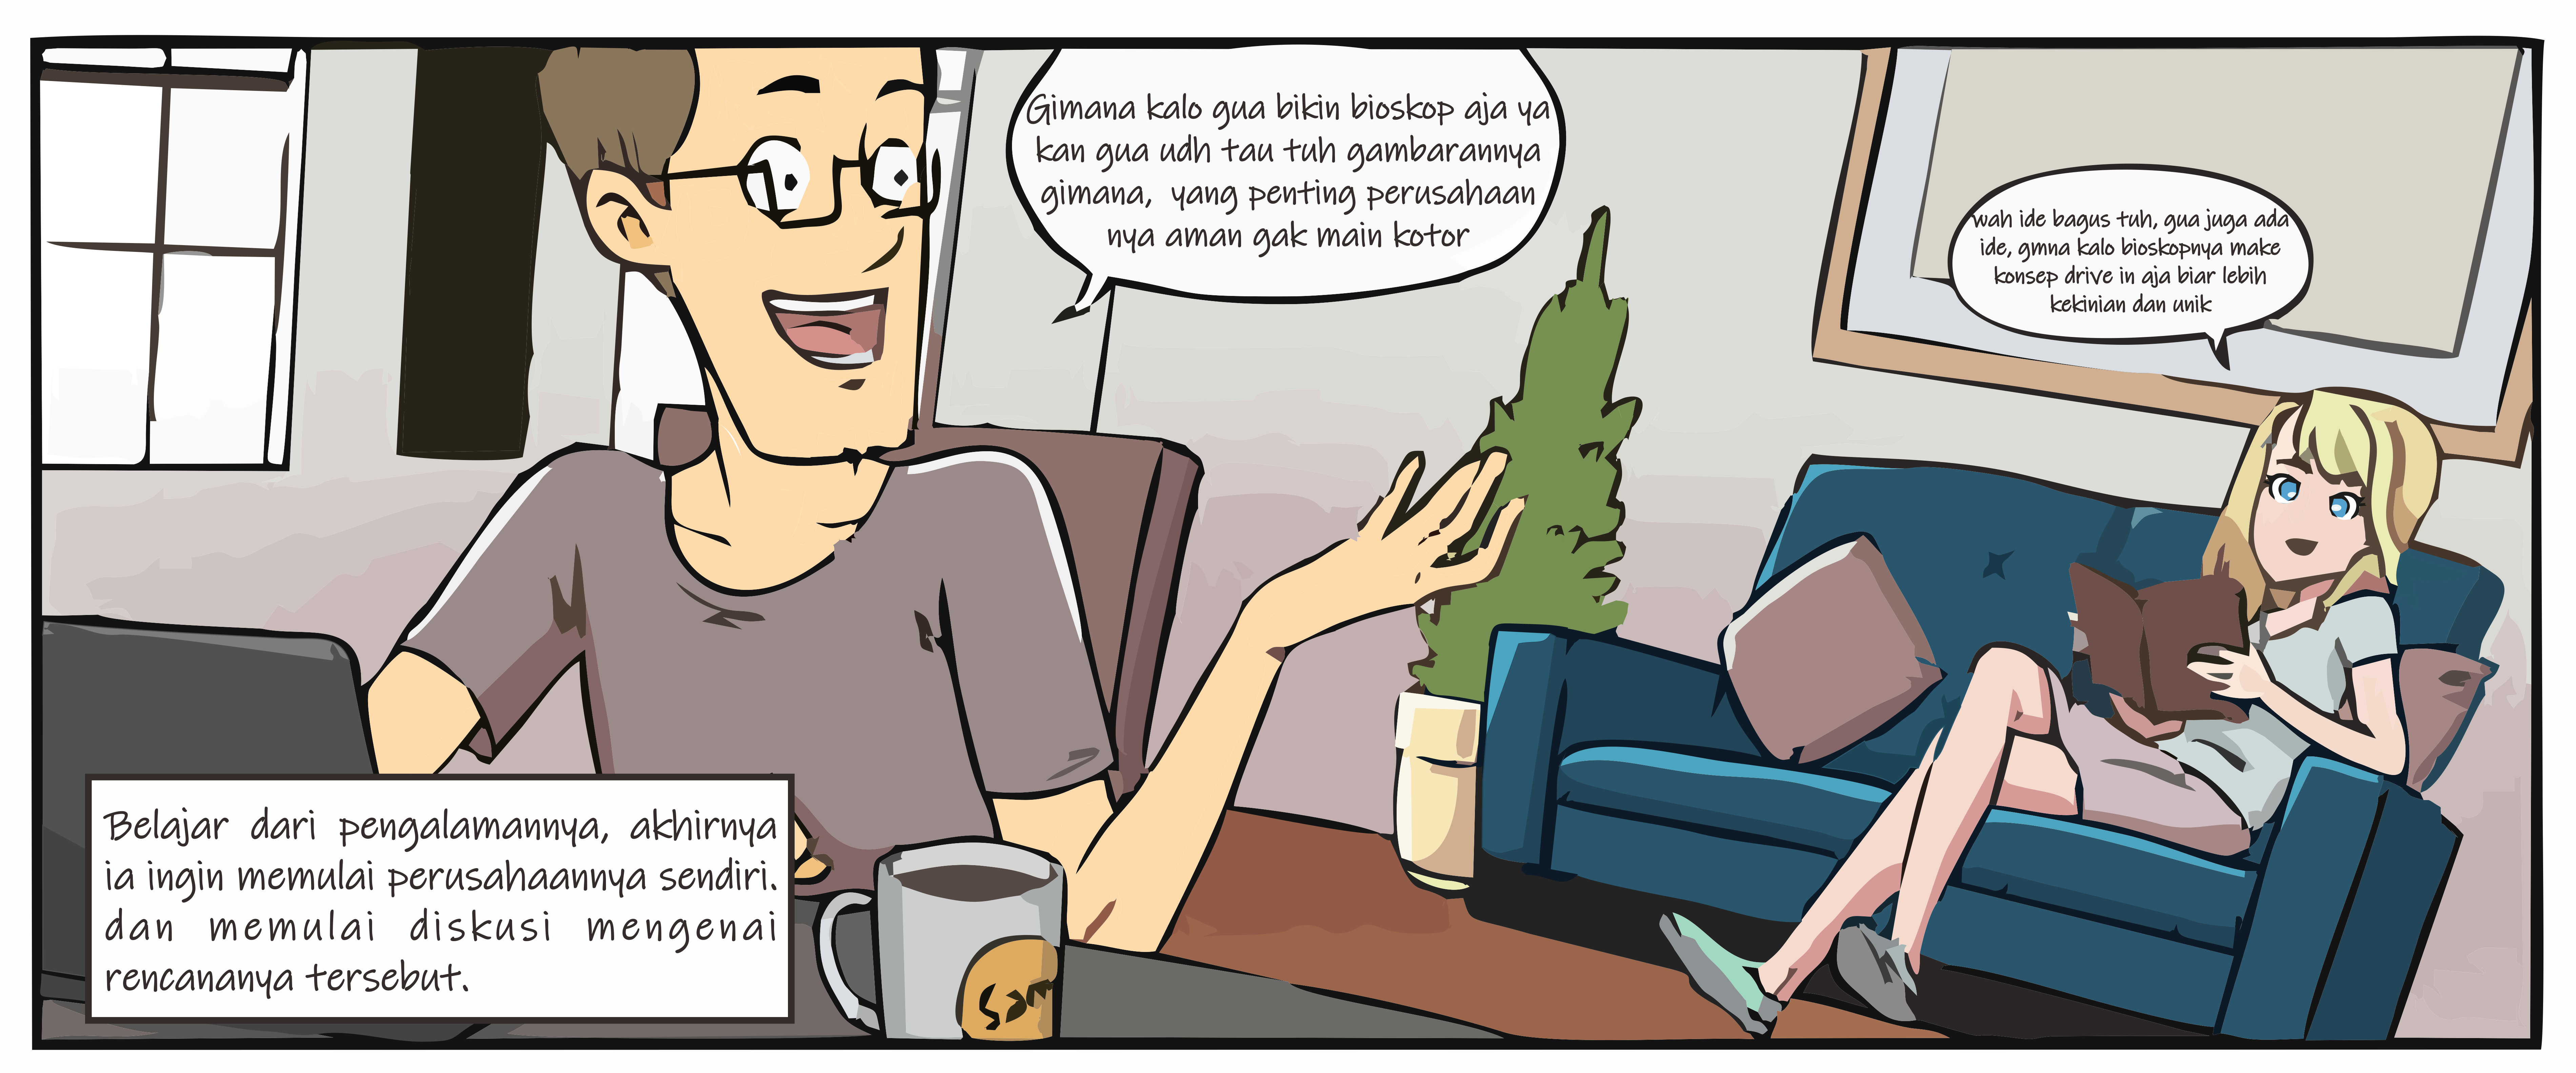 Gimana kalo gua bikin bioskop aja ya
kan gua udh tau tuh gambarannya
gimana, yang penting perusahaan
nya aman gak main kotor
wah ide bagus tuh, gua juga ada
ide, gmna kalo bioskopnya make
konsep drive in aja biar lebih
kekinian dan unik
Belajar dari pengalamannya, akhirnya
ia ingin memulai perusahaannya sendiri.
dan memulai diskusi mengenai
rencananya tersebut.